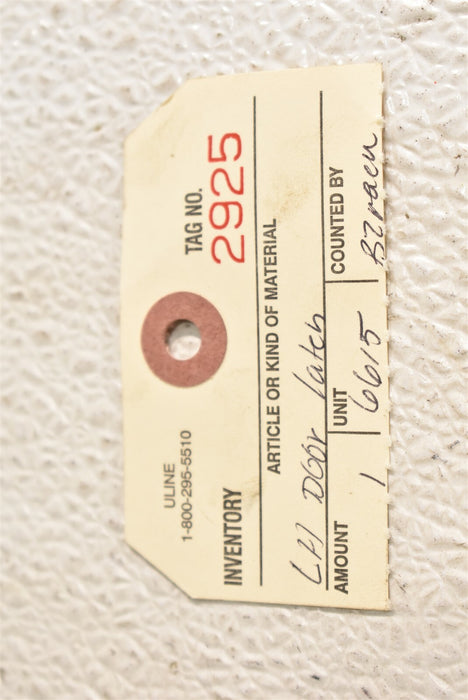 ULINE
1-800-295-5510
TAG NO.
2925
INVENTORY
ARTICLE OR KIND OF MATERIAL
LH Door latch
AMOUNT UNIT COUNTED BY
1 6615